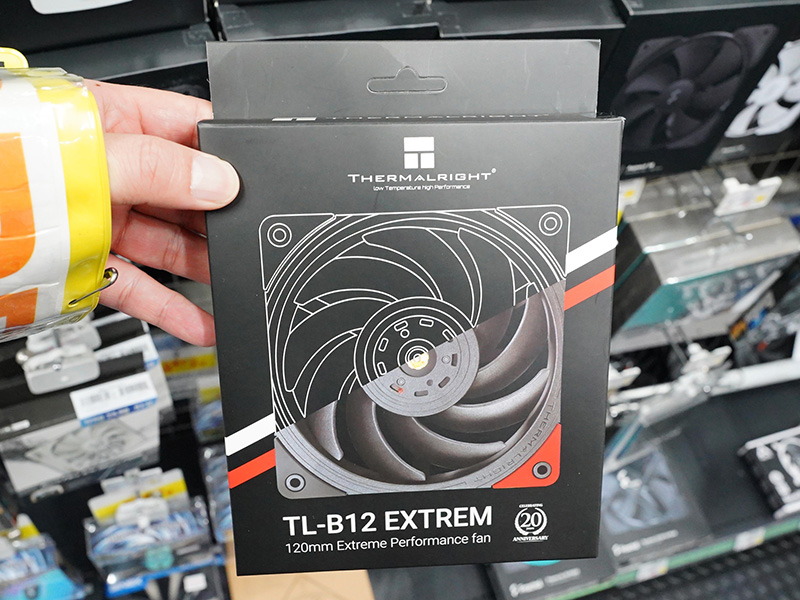 THERMALRIGHT
Low Temperature high Performance
THERMALRIGHT
TL-B12 EXTREM
120mm Extreme Performance fan
CELEBRATING
20
ANNIVERSARY